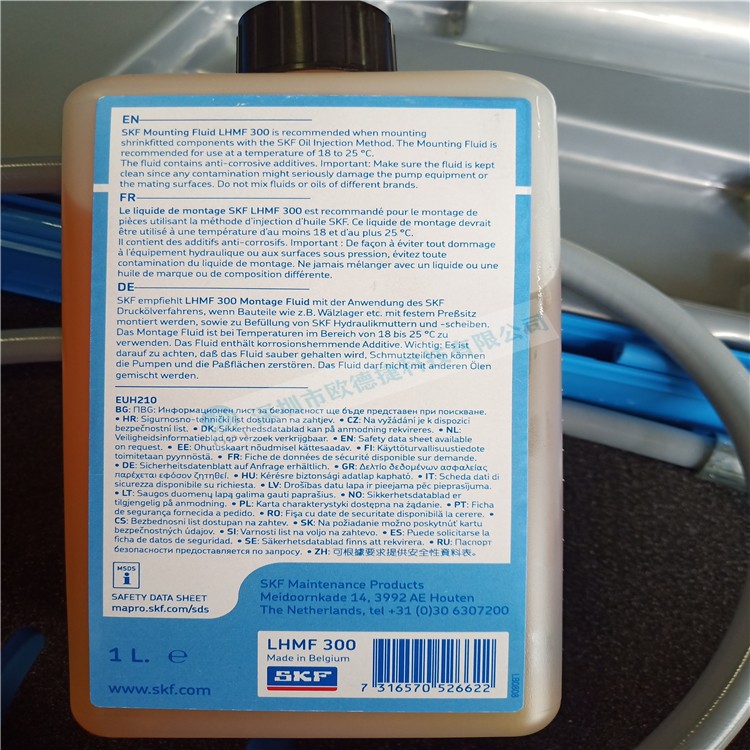 EN
SKF Mounting Fluid LHMF 300 is recommended when mounting
shrinkfitted components with the SKF Oil Injection Method. The Mounting Fluid is
recommended for use at a temperature of 18 to 25 °C.
The fluid contains anti-corrosive additives. Important: Make sure the fluid is kept
clean since any contamination might seriously damage the pump equipment or
the mating surfaces. Do not mix fluids or oils of different brands.
FR
Le liquide de montage SKF LHMF 300 est recommandé pour le montage de
pièces utilisant la méthode d'injection d'huile SKF. Ce liquide de montage devrait
être utilisé à une température d'au moins 18 et d'au plus 25 °C.
Il contient des additifs anti-corrosifs. Important : De façon à éviter tout dommage
à l'équipement hydraulique ou aux surfaces sous pression, évitez toute
contamination du liquide de montage. Ne jamais mélanger avec un liquide ou une
huile de marque ou de composition différente.
DE
SKF empfiehlt LHMF 300 Montage Fluid mit der Anwendung des SKF
Druckölverfahrens, wenn Bauteile wie z.B. Wälzlager etc. mit festem Preßsitz
montiert werden, sowie zu Befüllung von SKF Hydraulikmuttern und -scheiben.
Das Montage Fluid ist bei Temperaturen im Bereich von 18 bis 25 °C zu
verwenden. Das Fluid enthält korrosionshemmende Additive. Wichtig: Es ist
darauf zu achten, daß das Fluid sauber gehalten wird, Schmutzteilchen können
die Pumpen und die Paßflächen zerstören. Das Fluid darf nicht mit anderen Ölen
gemischt werden.
EUH210
BG: ПБG: Информационен лист за безопасност ще бъде представен при поискване.
• HR: Sigurnosno-tehnički list dostupan na zahtjev. • CZ: Na vyžádání je k dispozici
bezpečnostní list. • DK: Sikkerhedsdatablad kan på anmodning rekvireres. • NL:
Veiligheidsinformatieblad op verzoek verkrijgbaar. • EN: Safety data sheet available
on request. • EE: Ohutuskaart nõudmisel kättesaadav. • FI: Käyttöturvallisuustiedote
toimitetaan pyynnöstä. • FR: Fiche de données de sécurité disponible sur demande.
• DE: Sicherheitsdatenblatt auf Anfrage erhältlich. • GR: Δελτίο δεδομένων ασφαλείας
παρέχεται εφόσον ζητηθεί. • HU: Kérésre biztonsági adatlap kapható. • IT: Scheda dati di
sicurezza disponibile su richiesta. • LV: Drošības datu lapa ir pieejama pēc pieprasījuma.
• LT: Saugos duomenų lapą galima gauti paprašius. • NO: Sikkerhetsdatablad er
tilgjengelig på anmodning. • PL: Karta charakterystyki dostępna na żądanie. • PT: Ficha
de segurança fornecida a pedido. • RO: Fişa cu date de securitate disponibilă la cerere. •
CS: Bezbednosni list dostupan na zahtev. • SK: Na požiadanie možno poskytnúť kartu
bezpečnostných údajov. • SI: Varnosti list na voljo na zahtevo. • ES: Puede solicitarse la
ficha de datos de seguridad. • SE: Säkerhetsdatablad finns att rekvirera. • RU: Паспорт
безопасности предоставляется по запросу. • ZH: 可根據要求提供安全性資料表。
MSDS
SAFETY DATA SHEET
mapro.skf.com/sds
SKF Maintenance Products
Meidoornkade 14, 3992 AE Houten
The Netherlands, tel +31 (0)30 6307200
1 L. ℮
www.skf.com
LHMF 300
Made in Belgium
SKF
7 316570 526622
深圳市欧德捷科技有限公司